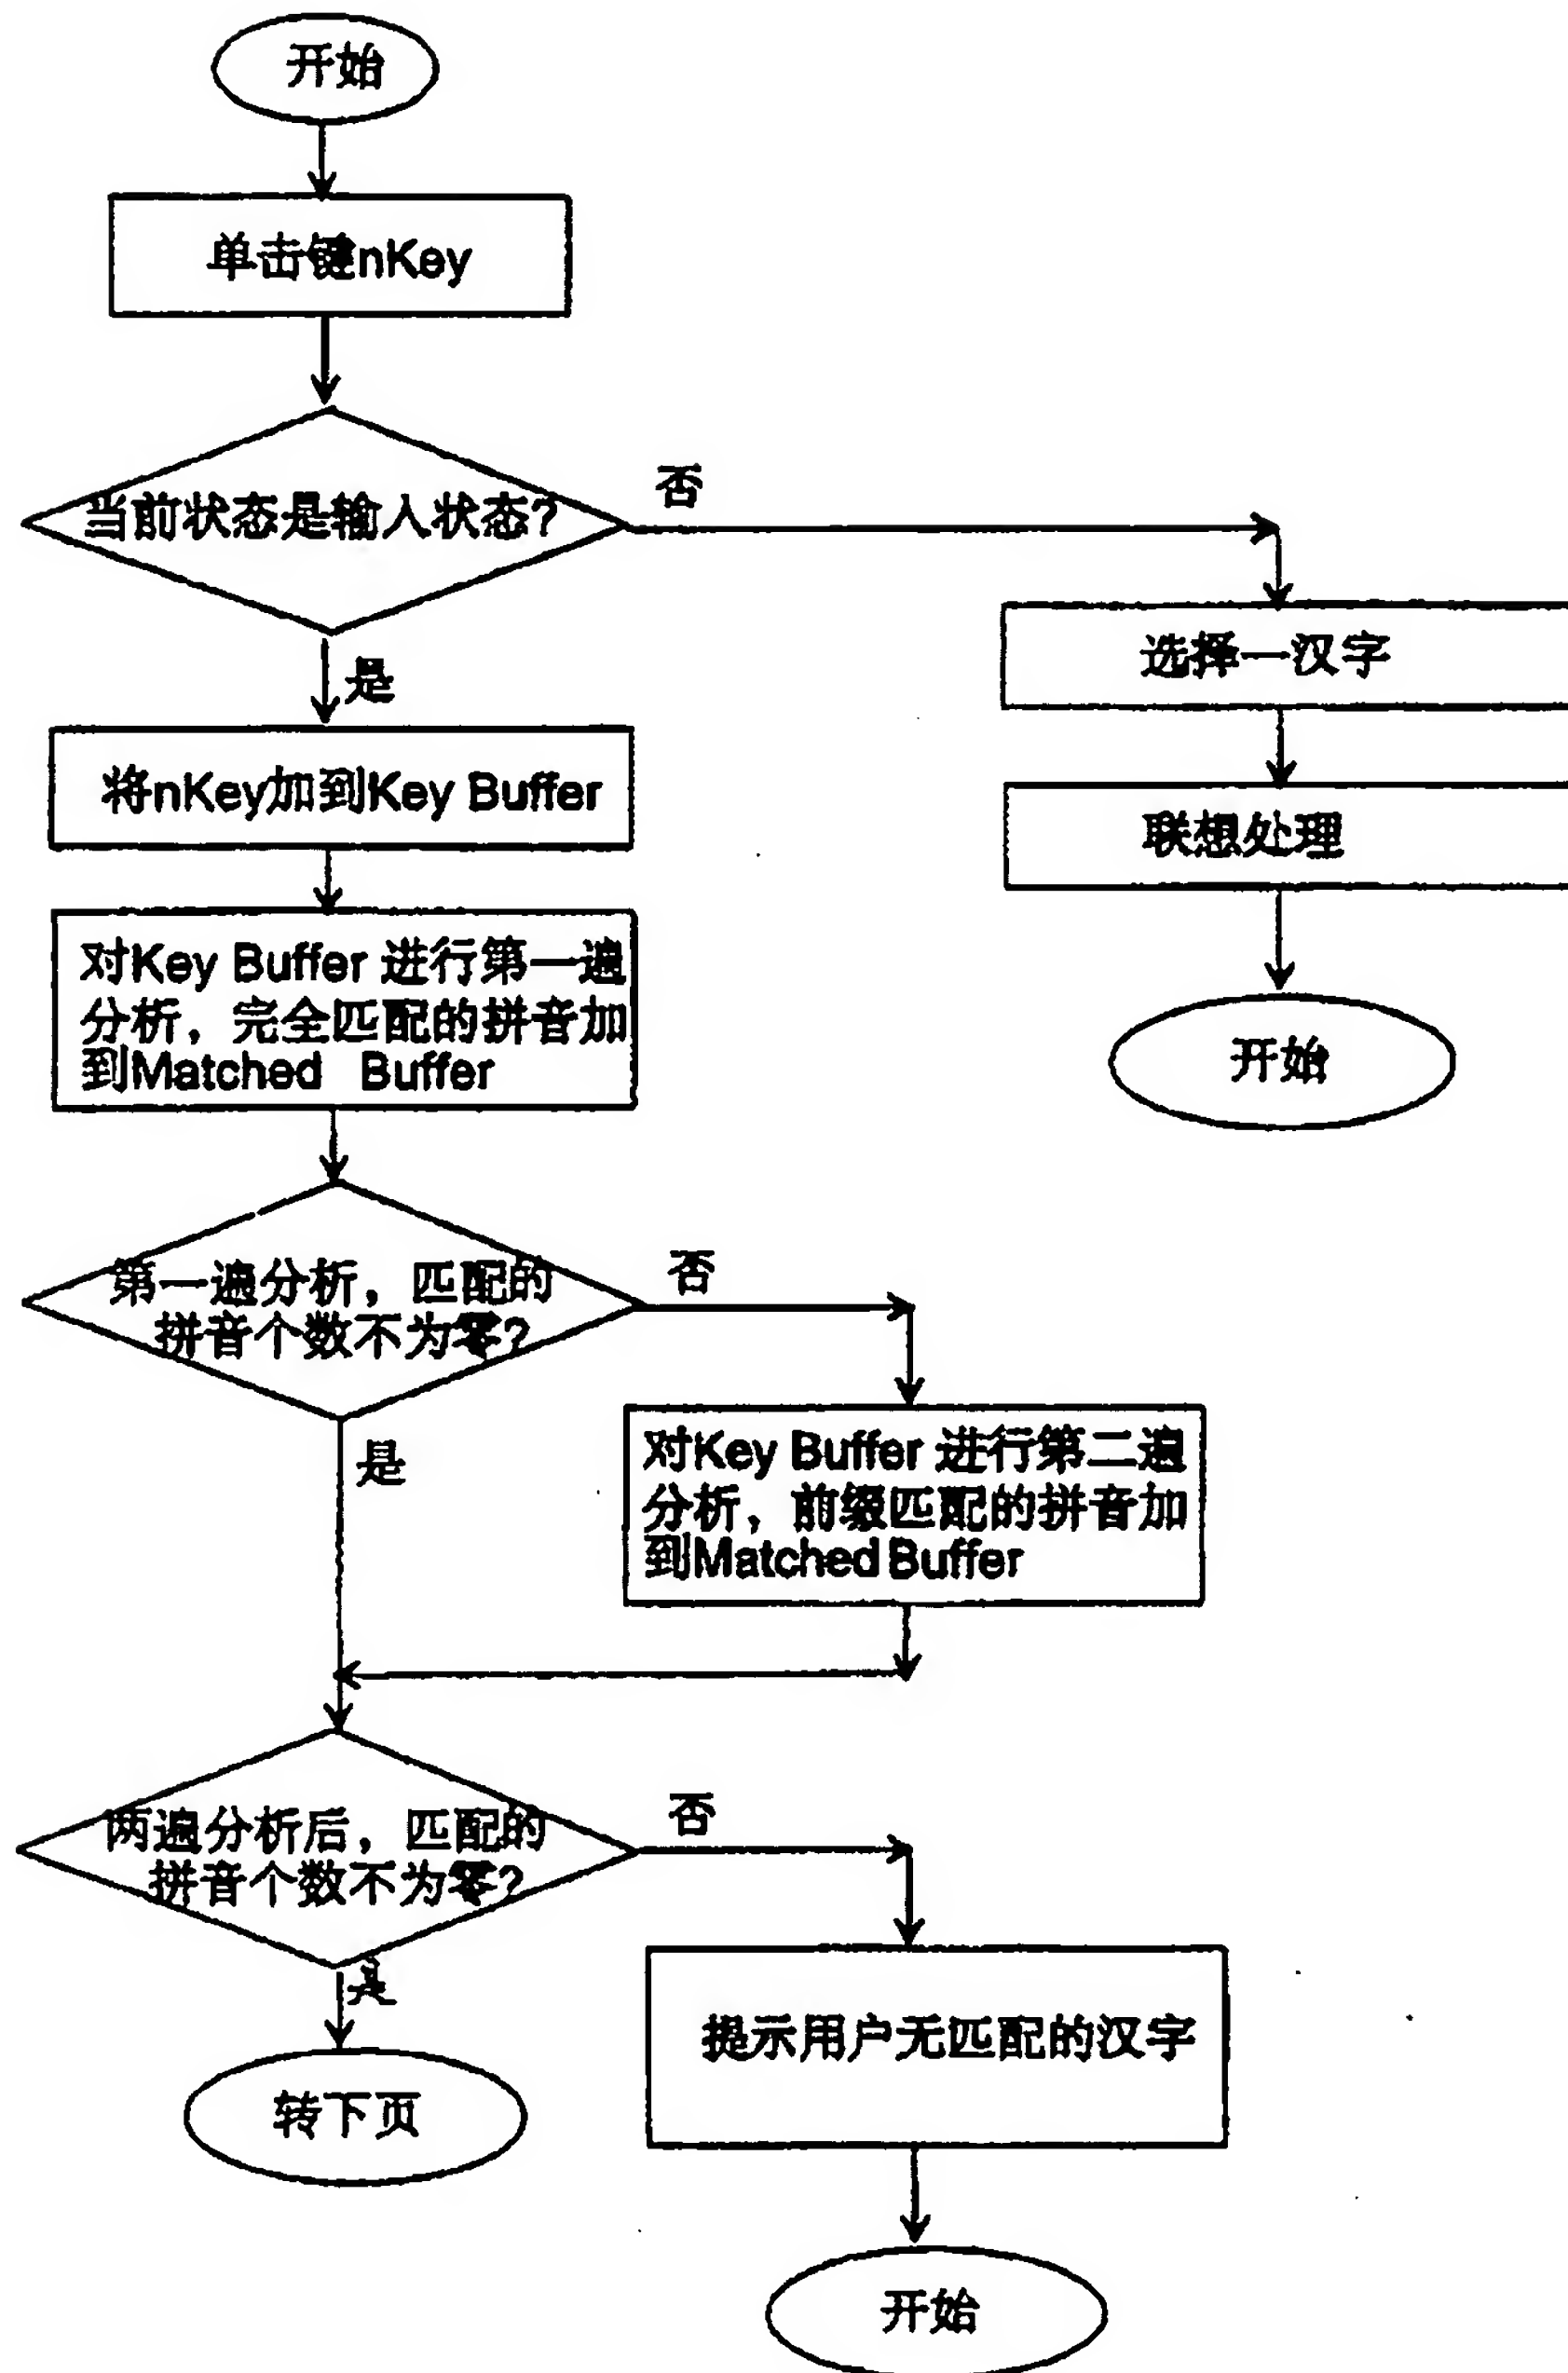 开始
单击键nKey
当前状态是输入状态?
否
是
选择一汉字
将nKey加到Key Buffer
联想处理
对Key Buffer 进行第一遍
分析，完全匹配的拼音加
到Matched Buffer
开始
第一遍分析，匹配的
拼音个数不为零?
否
是
对Key Buffer 进行第二遍
分析，前缀匹配的拼音加
到Matched Buffer
两遍分析后，匹配的
拼音个数不为零?
否
是
提示用户无匹配的汉字
转下页
开始